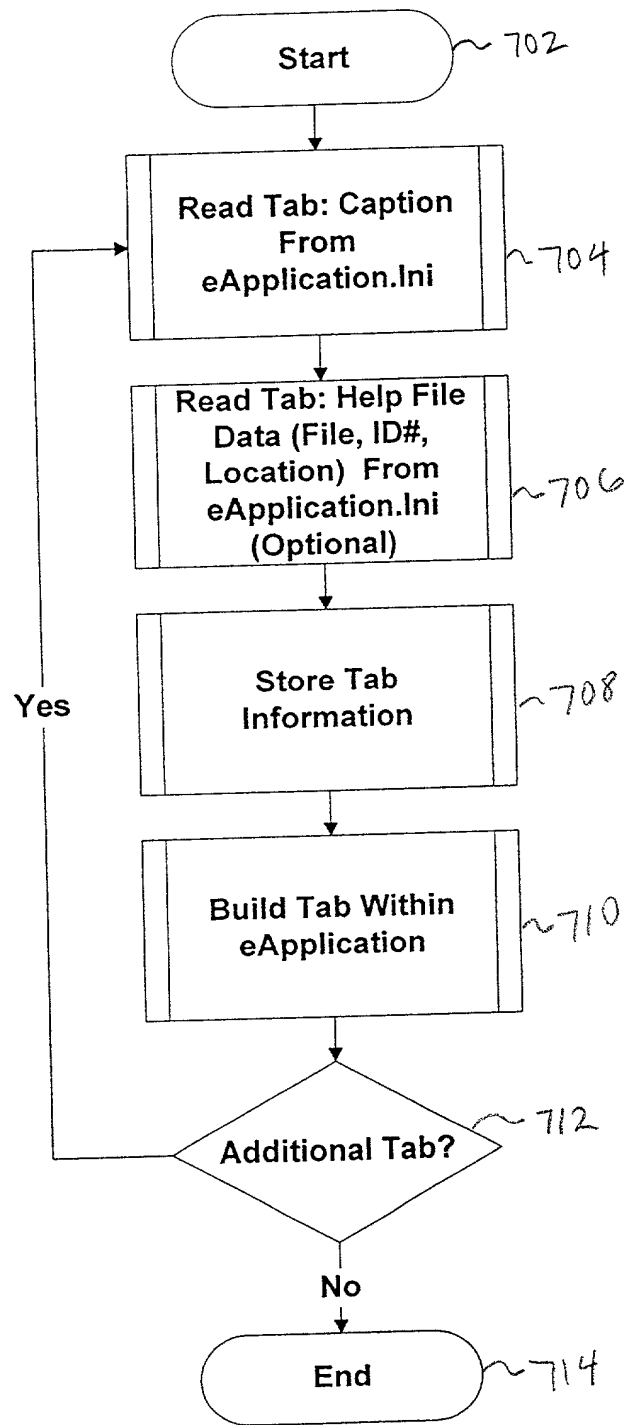 Start
702
Read Tab: Caption
From
eApplication.Ini
704
Read Tab: Help File
Data (File, ID#,
Location) From
eApplication.Ini
(Optional)
706
Store Tab
Information
708
Yes
Build Tab Within
eApplication
710
Additional Tab?
712
No
End
714